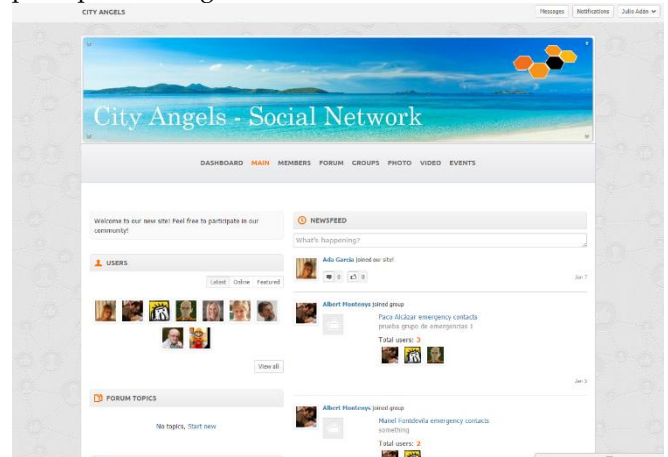 CITY ANGELS
Messages Notifications Julio Adán
City Angels - Social Network
DASHBOARD MAIN MEMBERS FORUM GROUPS PHOTO VIDEO EVENTS
Welcome to our new site! Feel free to participate in our
community!
USERS
Latest Online Featured
View all
FORUM TOPICS
No topics, Start new
NEWSFEED
What's happening?
Ada García joined our site!
0 0
Jan 7
Albert Montenys joined group
Paco Alcázar emergency contacts
prueba grupo de emergencias 1
Total users: 3
Jan 5
Albert Montenys joined group
Manel Fontdevila emergency contacts
something
Total users: 2